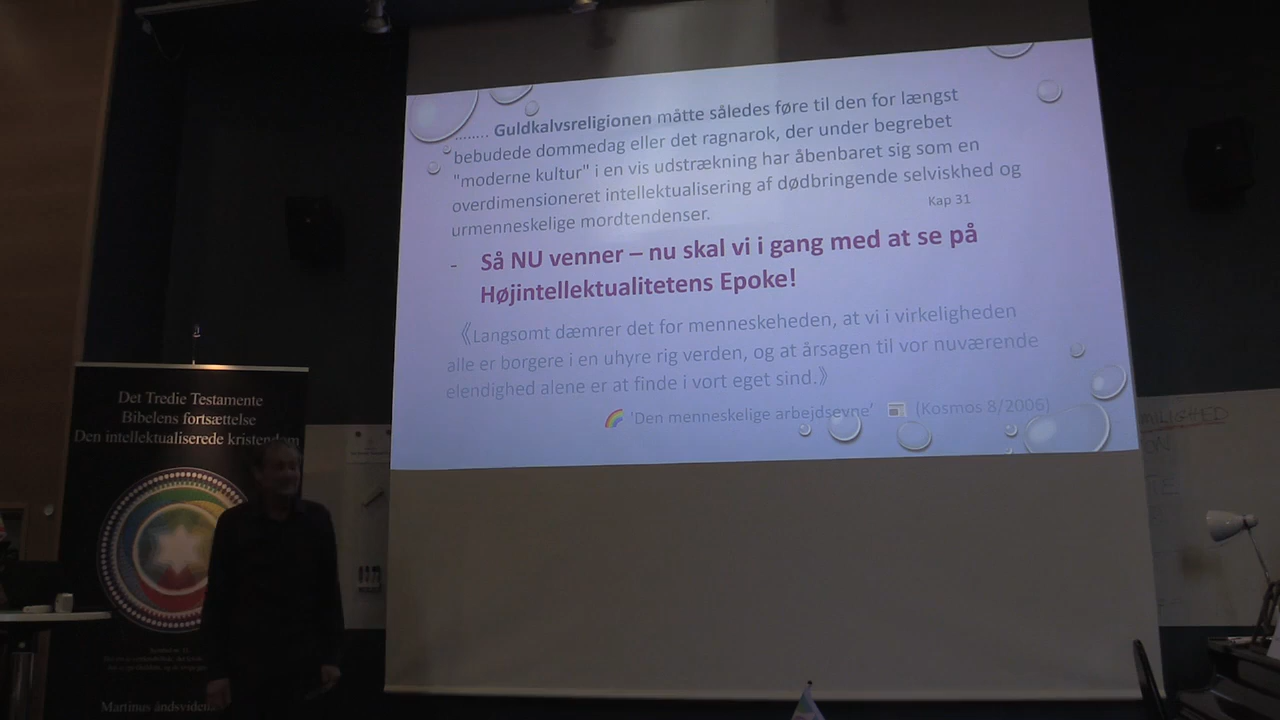 ........ Guldkalvsreligionen måtte således føre til den for længst
bebudede dommedag eller det ragnarok, der under begrebet
"moderne kultur" i en vis udstrækning har åbenbaret sig som en
overdimensioneret intellektualisering af dødbringende selviskhed og
urmenneskelige mordtendenser.
Kap 31
- Så NU venner – nu skal vi i gang med at se på
Højintellektualitetens Epoke!
《Langsomt dæmrer det for menneskeheden, at vi i virkeligheden
alle er borgere i en uhyre rig verden, og at årsagen til vor nuværende
elendighed alene er at finde i vort eget sind.》
'Den menneskelige arbejdsevne' (Kosmos 8/2006)
Det Tredie Testamente
Bibelens fortsættelse
Den intellektualiserede kristendom
Martinus åndsviden
MILIGHED